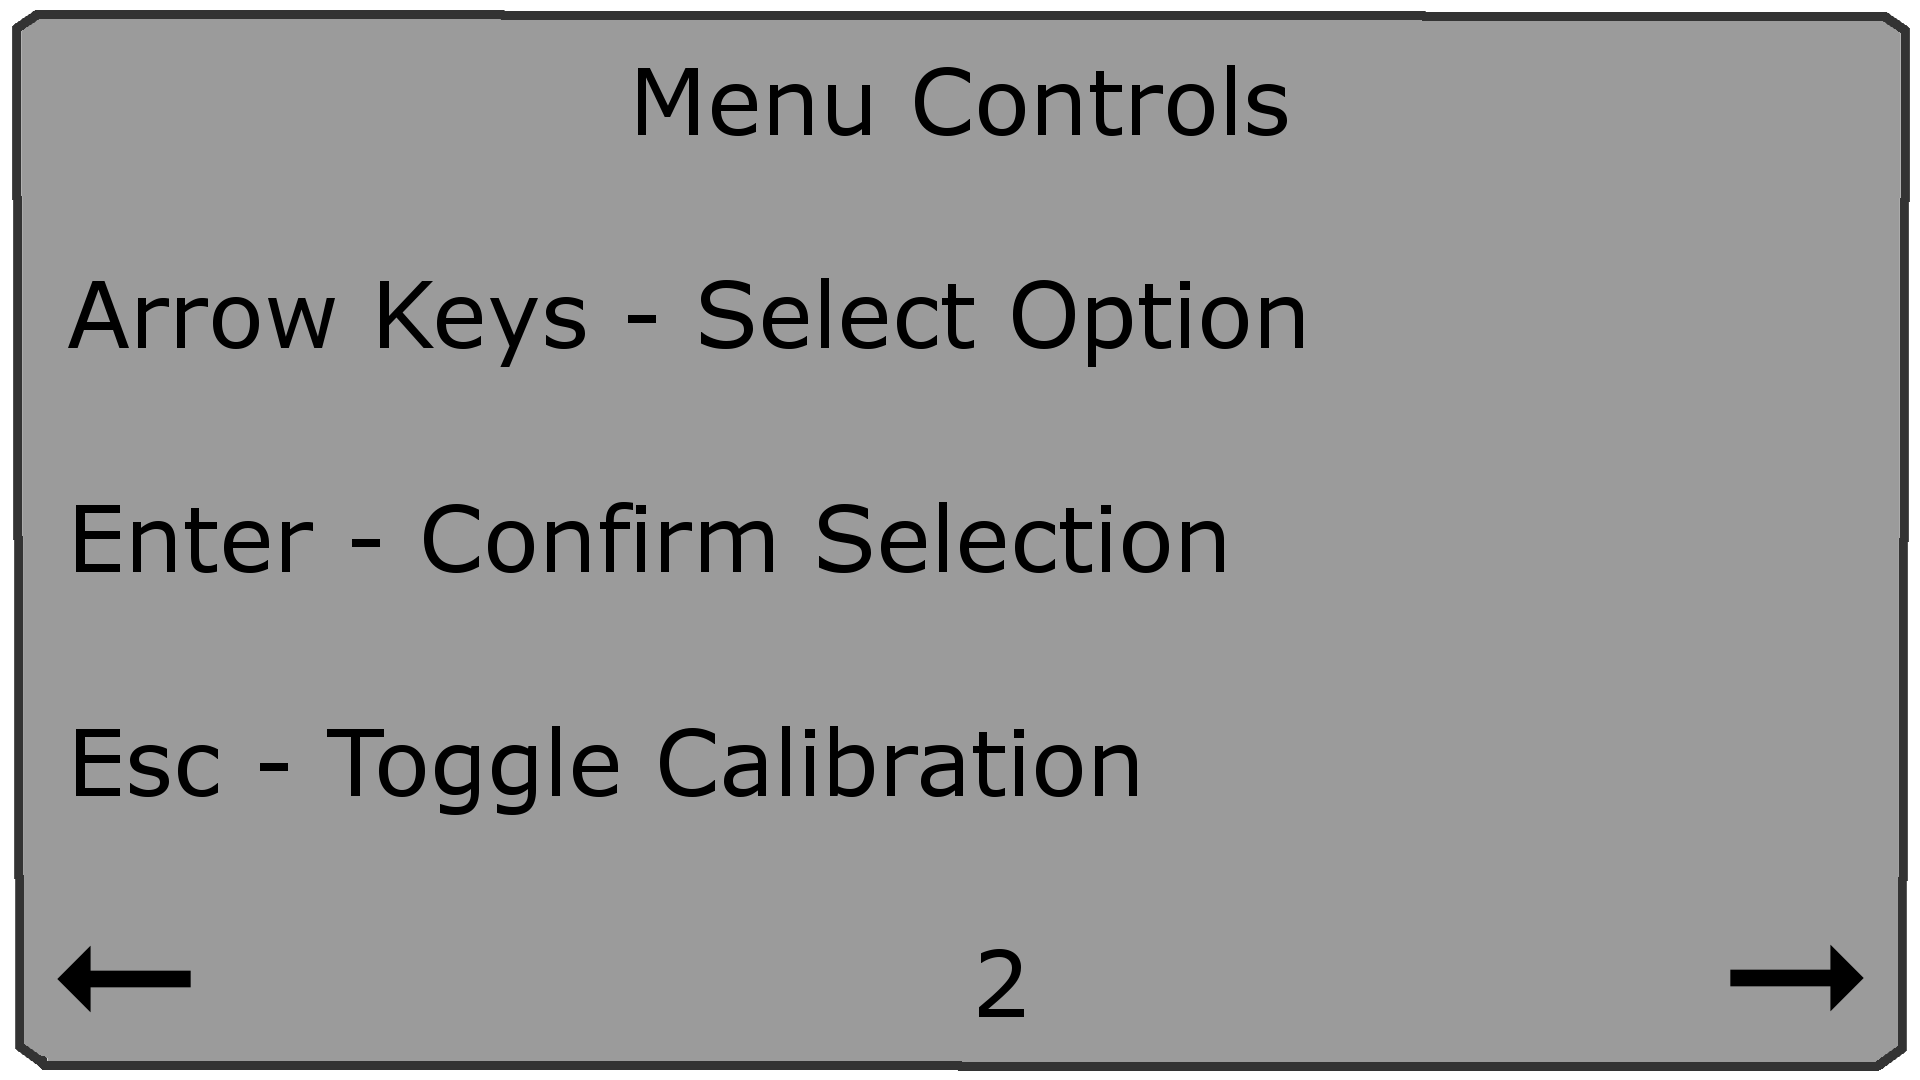 Menu Controls
Arrow Keys - Select Option
Enter - Confirm Selection
Esc - Toggle Calibration
2